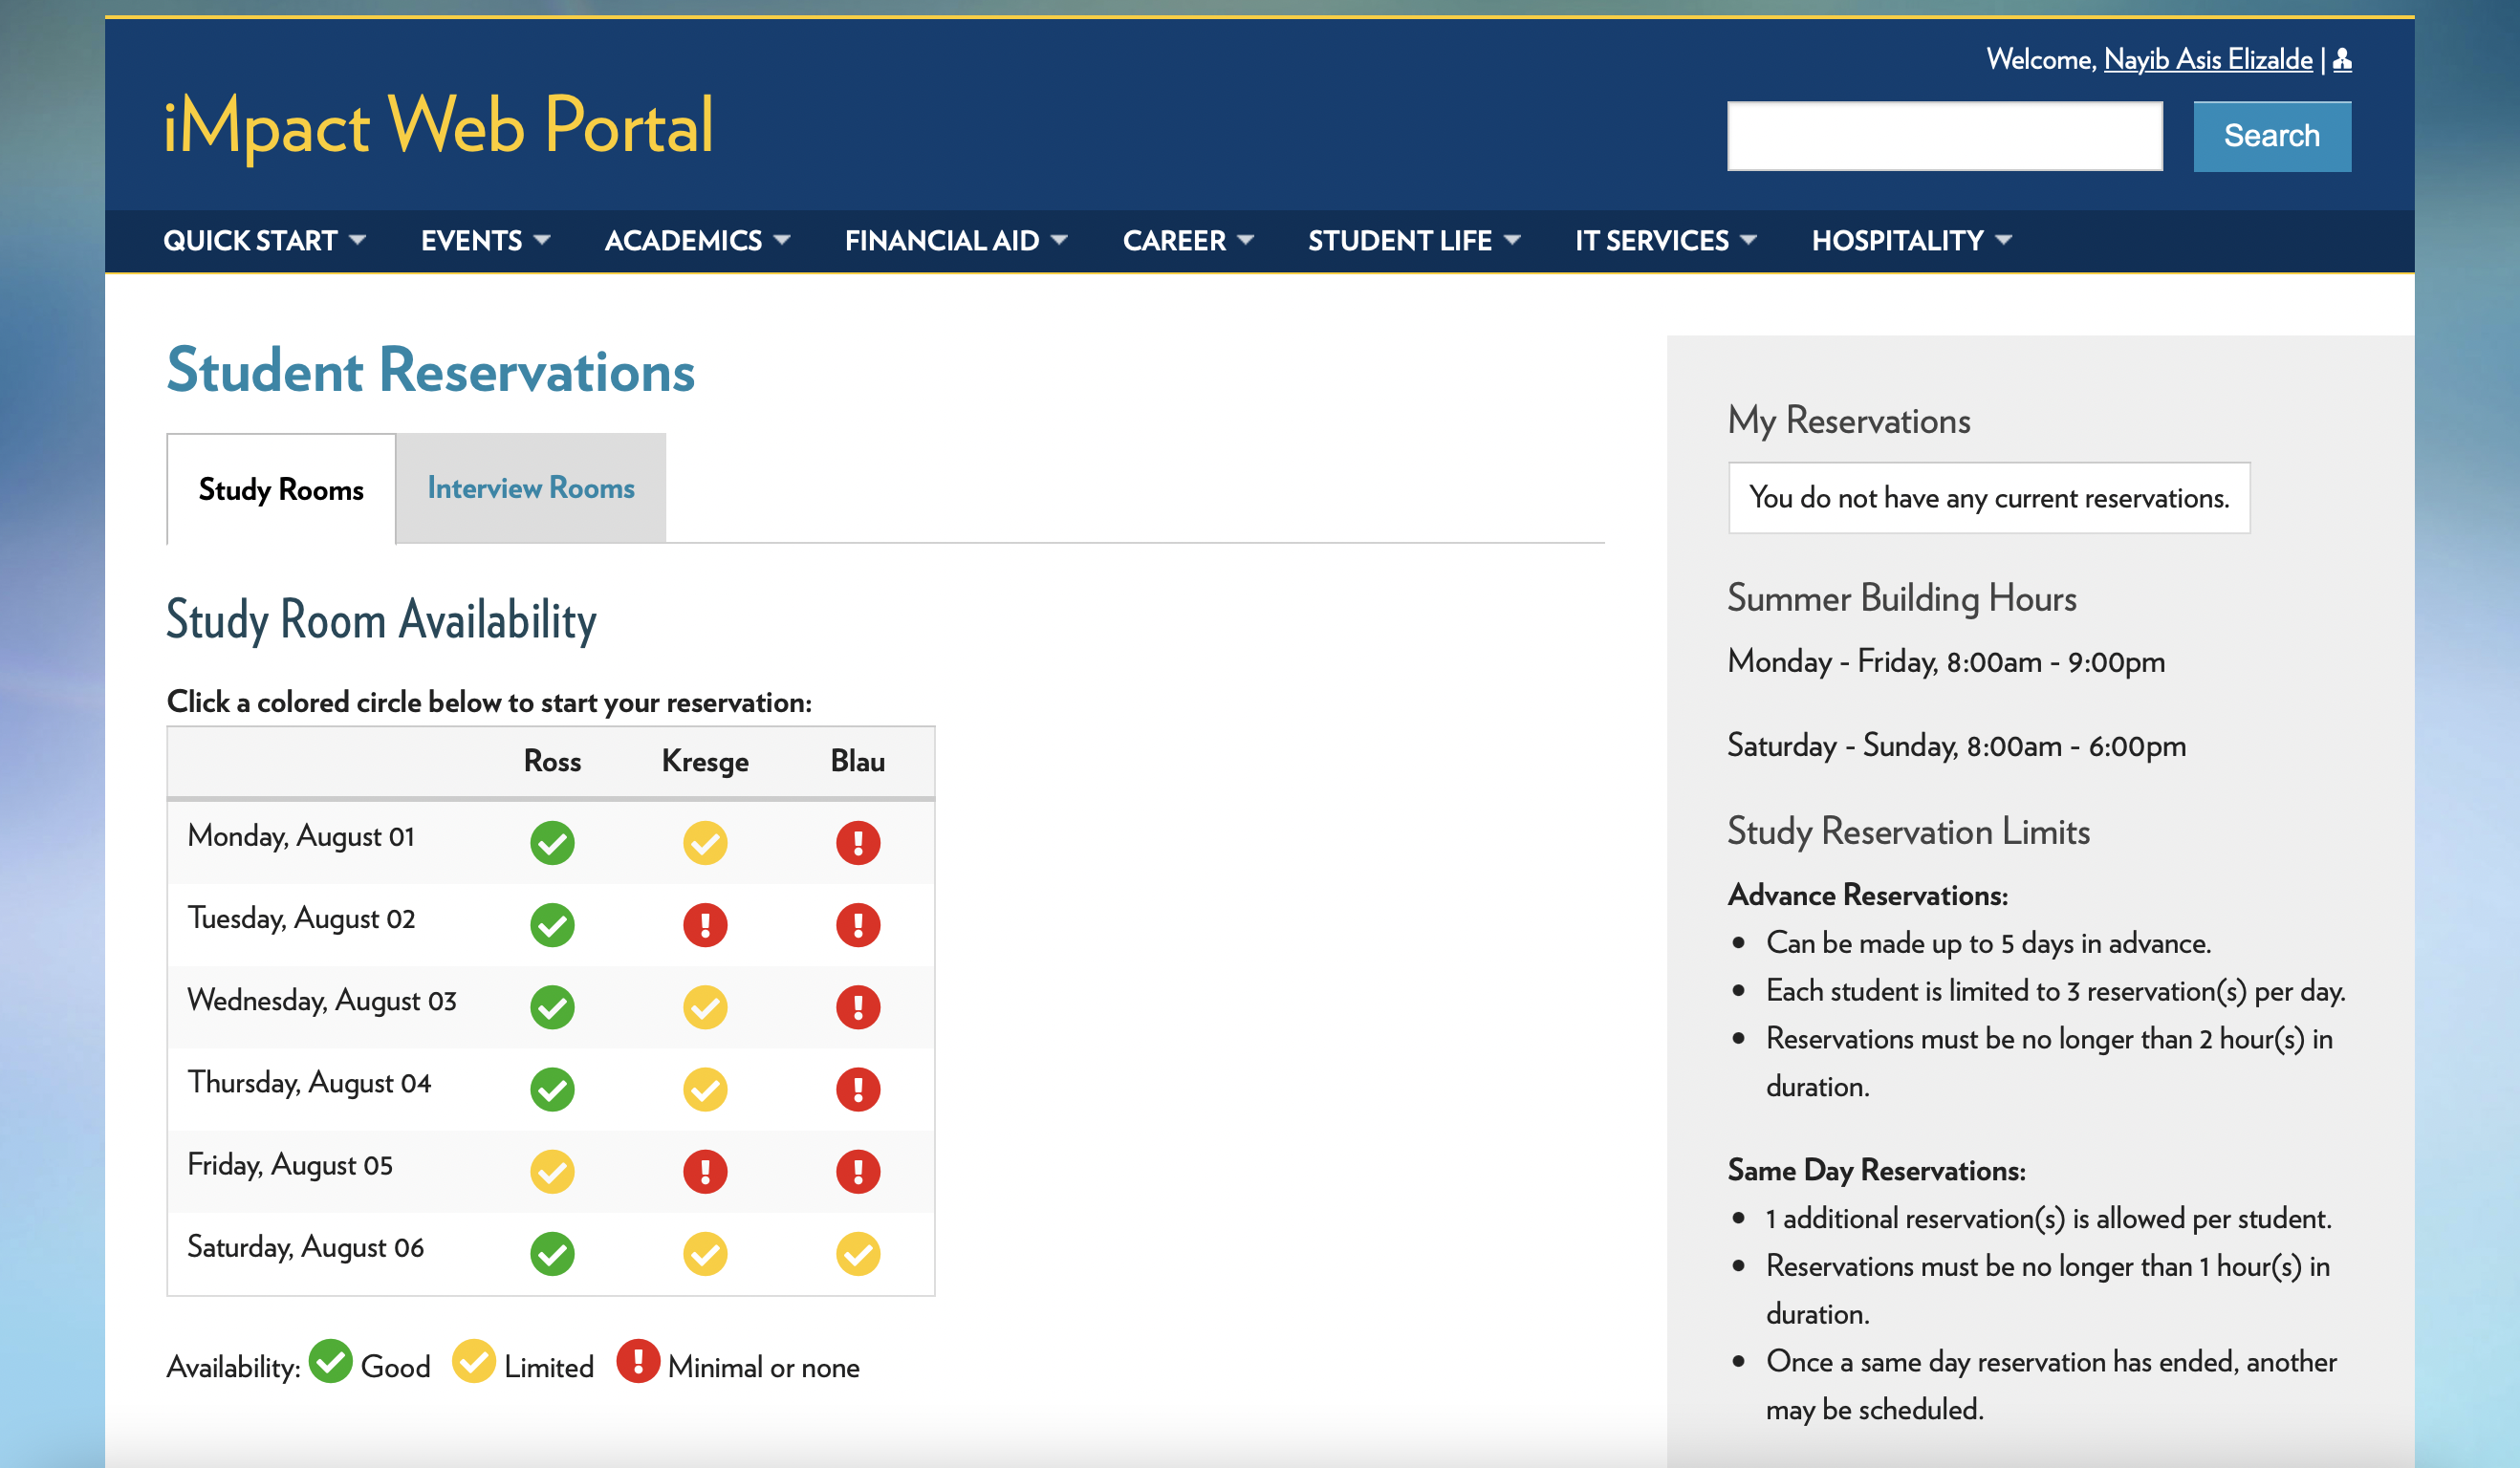 Welcome, Nayib Asis Elizalde |
iMpact Web Portal
Search
QUICK START EVENTS ACADEMICS FINANCIAL AID CAREER STUDENT LIFE IT SERVICES HOSPITALITY
Student Reservations
Study Rooms Interview Rooms
Study Room Availability
Click a colored circle below to start your reservation:
Ross Kresge Blau
Monday, August 01
Tuesday, August 02
Wednesday, August 03
Thursday, August 04
Friday, August 05
Saturday, August 06
Availability: Good Limited Minimal or none
My Reservations
You do not have any current reservations.
Summer Building Hours
Monday - Friday, 8:00am - 9:00pm
Saturday - Sunday, 8:00am - 6:00pm
Study Reservation Limits
Advance Reservations:
Can be made up to 5 days in advance.
Each student is limited to 3 reservation(s) per day.
Reservations must be no longer than 2 hour(s) in
duration.
Same Day Reservations:
1 additional reservation(s) is allowed per student.
Reservations must be no longer than 1 hour(s) in
duration.
Once a same day reservation has ended, another
may be scheduled.